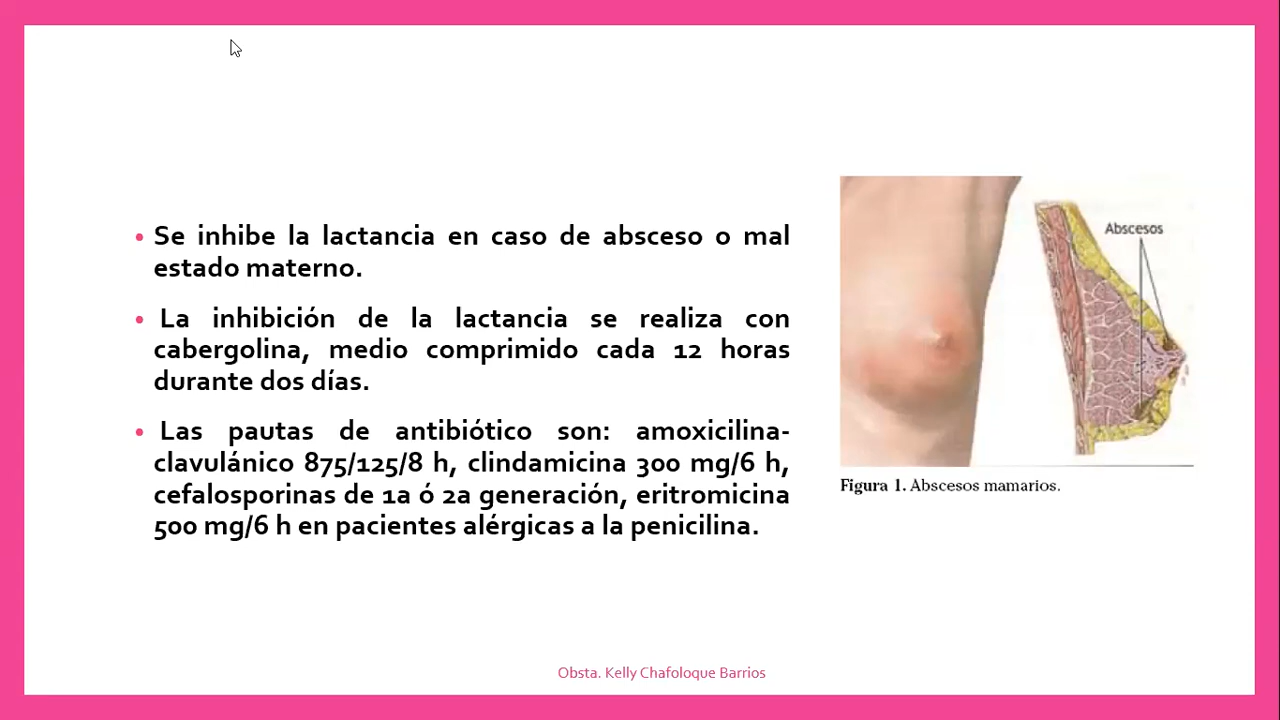 • Se inhibe la lactancia en caso de absceso o mal
estado materno.
• La inhibición de la lactancia se realiza con
cabergolina, medio comprimido cada 12 horas
durante dos días.
• Las pautas de antibiótico son: amoxicilina-
clavulánico 875/125/8 h, clindamicina 300 mg/6 h,
cefalosporinas de 1a ó 2a generación, eritromicina
500 mg/6 h en pacientes alérgicas a la penicilina.
Abscesos
Figura 1. Abscesos mamarios.
Obsta. Kelly Chafoloque Barrios